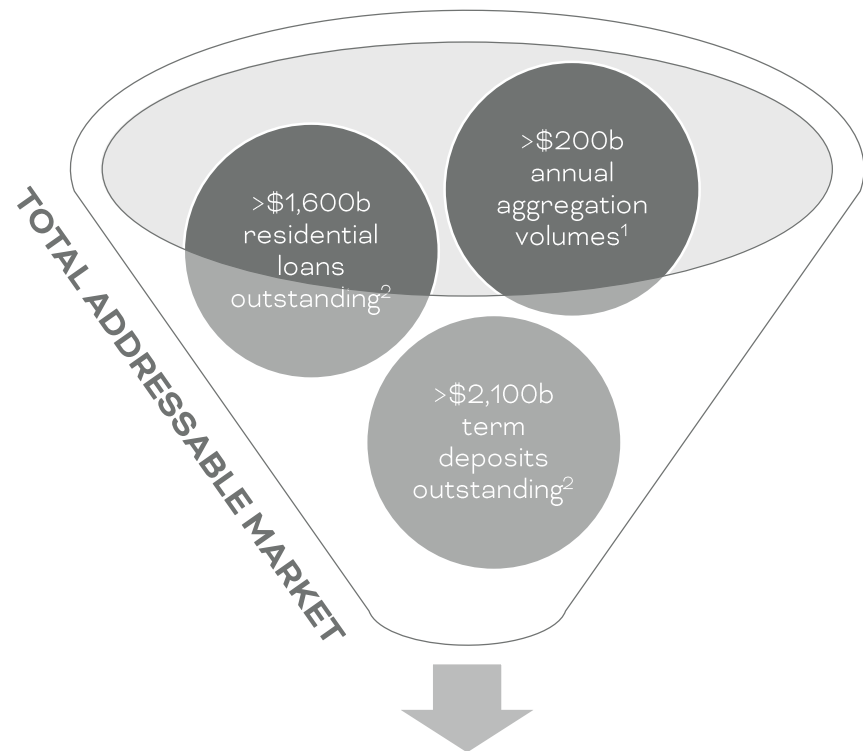 TOTAL ADDRESSABLE MARKET
>$1,600b
residential
loans
outstanding²
>$200b
annual
aggregation
volumes¹
>$2,100b
term
deposits
outstanding²